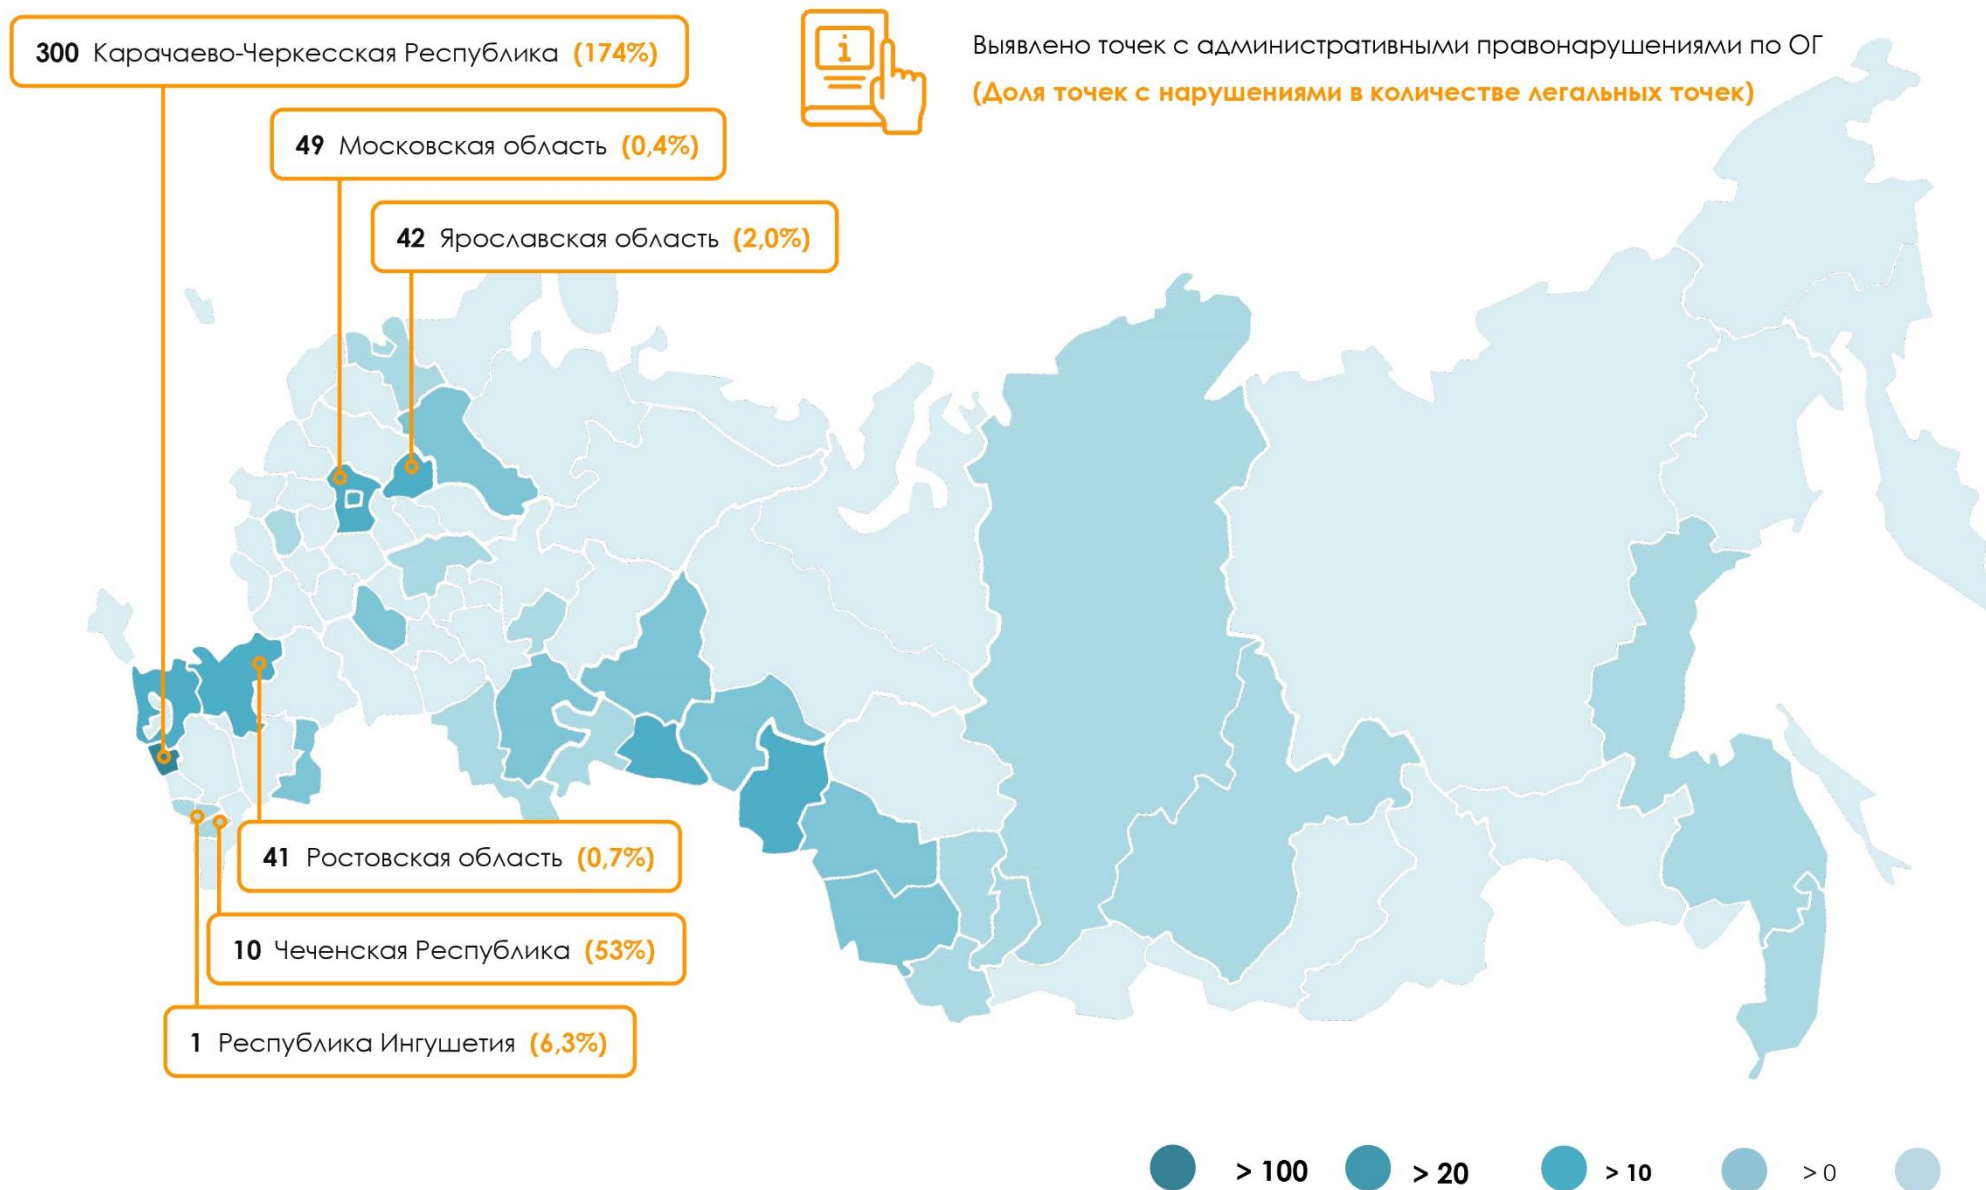 300 Карачаево-Черкесская Республика (174%)
i
Выявлено точек с административными правонарушениями по ОГ
(Доля точек с нарушениями в количестве легальных точек)
49 Московская область (0,4%)
42 Ярославская область (2,0%)
41 Ростовская область (0,7%)
10 Чеченская Республика (53%)
1 Республика Ингушетия (6,3%)
> 100 > 20 > 10 > 0